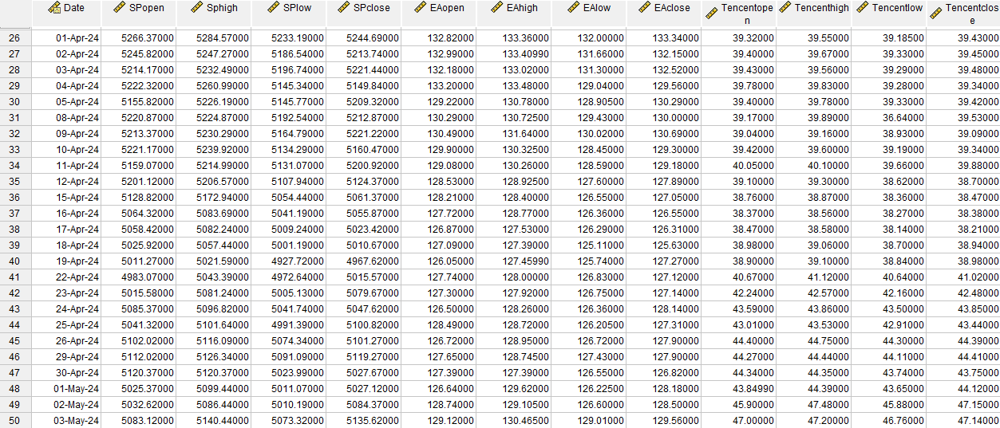 Date SPopen Sphigh SPlow SPclose EAopen EAhigh EAlow EAclose Tencentope Tencenthigh Tencentlow Tencentclos
n e
26 01-Apr-24 5266.37000 5284.57000 5233.19000 5244.69000 132.82000 133.36000 132.00000 133.34000 39.32000 39.55000 39.18500 39.43000
27 02-Apr-24 5245.82000 5247.27000 5186.54000 5213.74000 132.99000 133.40990 131.66000 132.15000 39.40000 39.67000 39.33000 39.45000
28 03-Apr-24 5214.17000 5232.49000 5196.74000 5221.44000 132.18000 133.02000 131.30000 132.52000 39.43000 39.56000 39.29000 39.48000
29 04-Apr-24 5222.32000 5260.99000 5145.34000 5149.84000 133.20000 133.48000 129.04000 129.56000 39.78000 39.83000 39.28000 39.34000
30 05-Apr-24 5155.82000 5226.19000 5145.77000 5209.32000 129.22000 130.78000 128.90500 130.29000 39.40000 39.78000 39.33000 39.42000
31 08-Apr-24 5220.87000 5224.87000 5192.54000 5212.87000 130.29000 130.72500 129.43000 130.00000 39.17000 39.89000 36.64000 39.53000
32 09-Apr-24 5213.37000 5230.29000 5164.79000 5221.22000 130.49000 131.64000 130.02000 130.69000 39.04000 39.16000 38.93000 39.09000
33 10-Apr-24 5221.17000 5239.92000 5134.29000 5160.47000 129.90000 130.32500 128.45000 129.30000 39.42000 39.60000 39.19000 39.34000
34 11-Apr-24 5159.07000 5214.99000 5131.07000 5200.92000 129.08000 130.26000 128.59000 129.18000 40.05000 40.10000 39.66000 39.88000
35 12-Apr-24 5201.12000 5206.57000 5107.94000 5124.37000 128.53000 128.92500 127.60000 127.89000 39.10000 39.30000 38.62000 38.70000
36 15-Apr-24 5128.82000 5172.94000 5054.44000 5061.37000 128.21000 128.40000 126.55000 127.05000 38.76000 38.87000 38.36000 38.47000
37 16-Apr-24 5064.32000 5083.69000 5041.19000 5055.87000 127.72000 128.77000 126.36000 126.55000 38.37000 38.56000 38.27000 38.38000
38 17-Apr-24 5058.42000 5082.24000 5009.24000 5023.42000 126.87000 127.53000 126.29000 126.31000 38.47000 38.58000 38.14000 38.21000
39 18-Apr-24 5025.92000 5057.44000 5001.19000 5010.67000 127.09000 127.39000 125.11000 125.63000 38.98000 39.06000 38.70000 38.94000
40 19-Apr-24 5011.27000 5021.59000 4927.72000 4967.62000 126.05000 127.45990 125.74000 127.27000 38.90000 39.10000 38.84000 38.98000
41 22-Apr-24 4983.07000 5043.39000 4972.64000 5015.57000 127.74000 128.00000 126.83000 127.12000 40.67000 41.12000 40.64000 41.02000
42 23-Apr-24 5015.58000 5081.24000 5005.13000 5079.67000 127.30000 127.92000 126.75000 127.14000 42.24000 42.57000 42.16000 42.48000
43 24-Apr-24 5085.37000 5096.82000 5041.74000 5047.62000 126.50000 128.26000 126.36000 128.14000 43.59000 43.86000 43.50000 43.85000
44 25-Apr-24 5041.32000 5101.64000 4991.39000 5100.82000 128.49000 128.72000 126.20500 127.31000 43.01000 43.53000 42.91000 43.44000
45 26-Apr-24 5102.02000 5116.09000 5074.34000 5101.27000 126.72000 128.95000 126.72000 127.90000 44.40000 44.75000 44.30000 44.39000
46 29-Apr-24 5112.02000 5126.34000 5091.09000 5119.27000 127.65000 128.74500 127.43000 127.90000 44.27000 44.44000 44.11000 44.41000
47 30-Apr-24 5120.37000 5120.37000 5023.99000 5027.67000 127.39000 127.39000 126.55000 126.82000 44.34000 44.35000 43.74000 43.75000
48 01-May-24 5025.37000 5099.44000 5011.07000 5027.12000 126.64000 129.62000 126.22500 128.18000 43.84990 44.39000 43.65000 44.12000
49 02-May-24 5032.62000 5086.44000 5010.19000 5084.37000 128.74000 129.10500 126.60000 128.50000 45.90000 47.48000 45.88000 47.15000
50 03-May-24 5083.12000 5140.44000 5073.32000 5135.62000 129.12000 130.46500 129.01000 129.56000 47.00000 47.20000 46.76000 47.14000